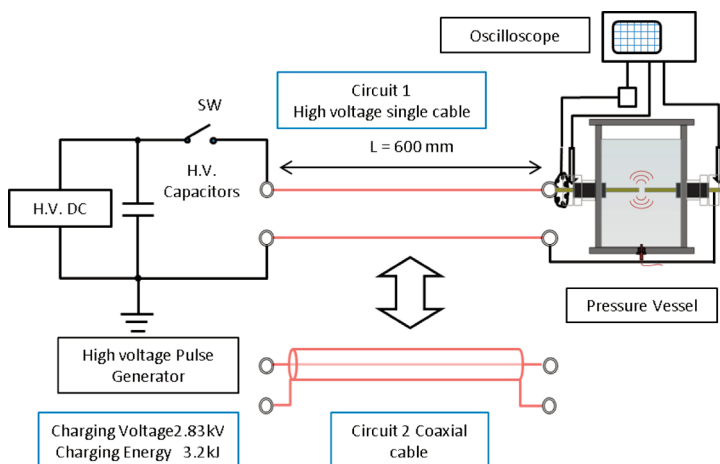 Oscilloscope
Circuit 1
High voltage single cable
SW
L = 600 mm
H.V.
Capacitors
H.V. DC
Pressure Vessel
High voltage Pulse
Generator
Charging Voltage2.83kV
Charging Energy 3.2kJ
Circuit 2 Coaxial
cable